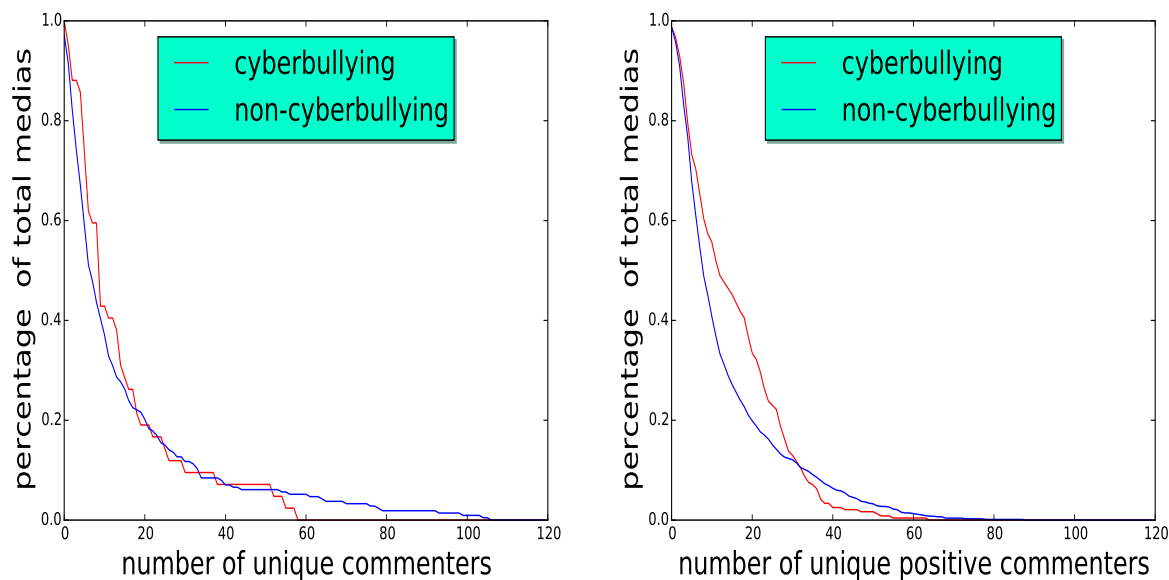 percentage of total medias
1.0
0.8
0.6
0.4
0.2
0.0
cyberbullying
non-cyberbullying
0 20 40 60 80 100 120
number of unique commenters
percentage of total medias
1.0
0.8
0.6
0.4
0.2
0.0
cyberbullying
non-cyberbullying
0 20 40 60 80 100 120
number of unique positive commenters